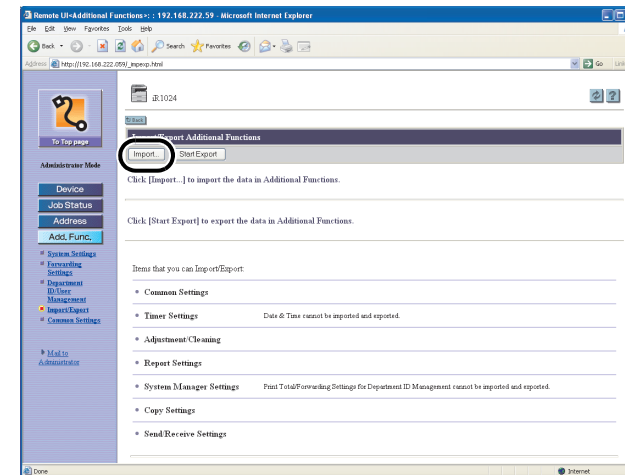 Remote UI<Additional Functions>: : 192.168.222.59 - Microsoft Internet Explorer
File Edit View Favorites Tools Help
Back Search Favorites
Address http://192.168.222.059/_impexp.html Go Link
iR1024
To Top page
Back
Import/Export Additional Functions
Import... Start Export
Administrator Mode
Click [Import...] to import the data in Additional Functions.
Device
Job Status
Address
Add. Func.
Click [Start Export] to export the data in Additional Functions.
System Settings
Forwarding
Settings
Department
ID/User
Management
Import/Export
Common Settings
Mail to
Administrator
Items that you can Import/Export:
Common Settings
Timer Settings Date & Time cannot be imported and exported.
Adjustment/Cleaning
Report Settings
System Manager Settings Print Total/Forwarding Settings for Department ID Management cannot be imported and exported.
Copy Settings
Send/Receive Settings
Done Internet